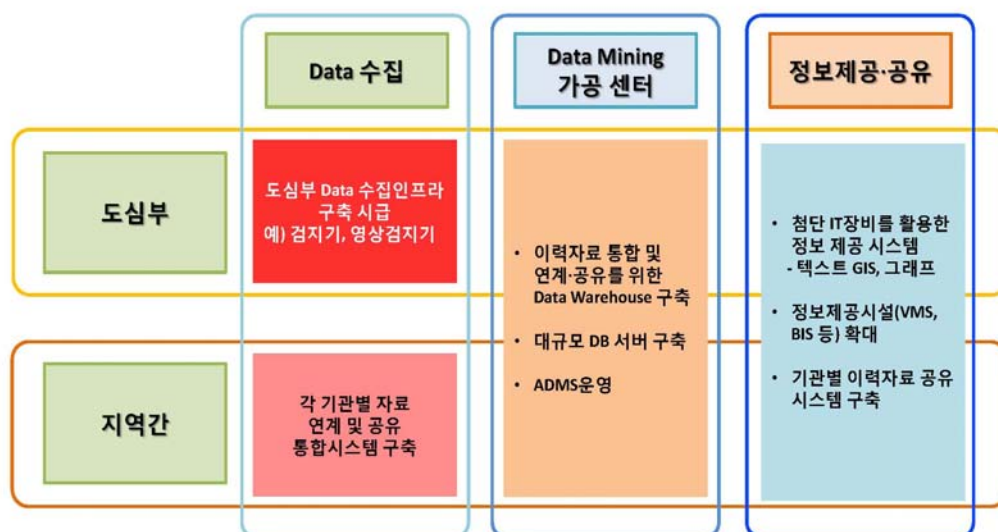 Data 수집
Data Mining
가공 센터
정보제공·공유
도심부
도심부 Data 수집인프라
구축 시급
예) 검지기, 영상검지기
• 이력자료 통합 및
연계·공유를 위한
Data Warehouse 구축
• 대규모 DB 서버 구축
• ADMS운영
• 첨단 IT장비를 활용한
정보 제공 시스템
- 텍스트 GIS, 그래프
• 정보제공시설(VMS,
BIS 등) 확대
• 기관별 이력자료 공유
시스템 구축
지역간
각 기관별 자료
연계 및 공유
통합시스템 구축